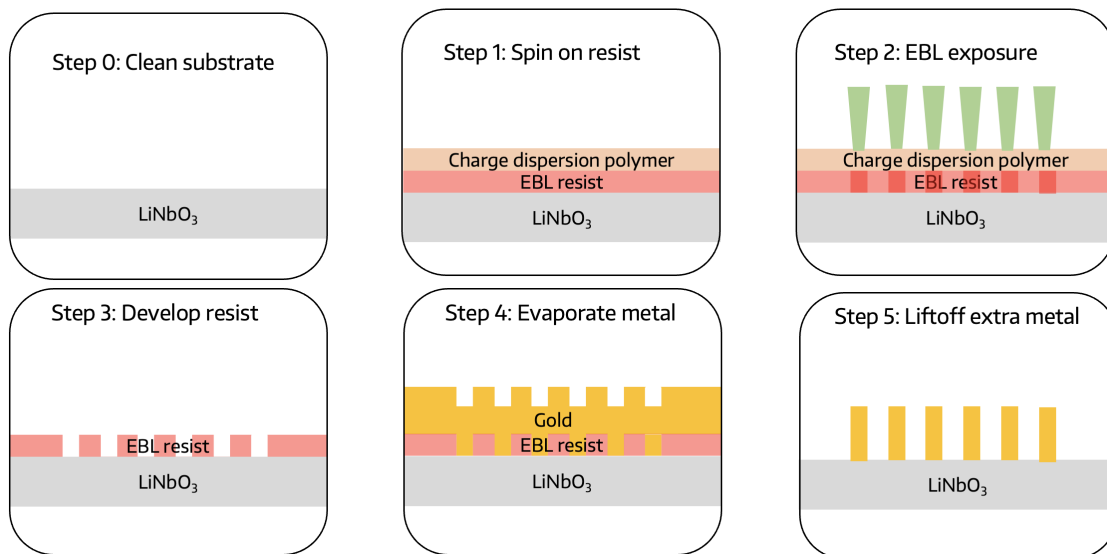 Step 0: Clean substrate
LiNbO₃
Step 1: Spin on resist
Charge dispersion polymer
EBL resist
LiNbO₃
Step 2: EBL exposure
Charge dispersion polymer
EBL resist
LiNbO₃
Step 3: Develop resist
EBL resist
LiNbO₃
Step 4: Evaporate metal
Gold
EBL resist
LiNbO₃
Step 5: Liftoff extra metal
LiNbO₃